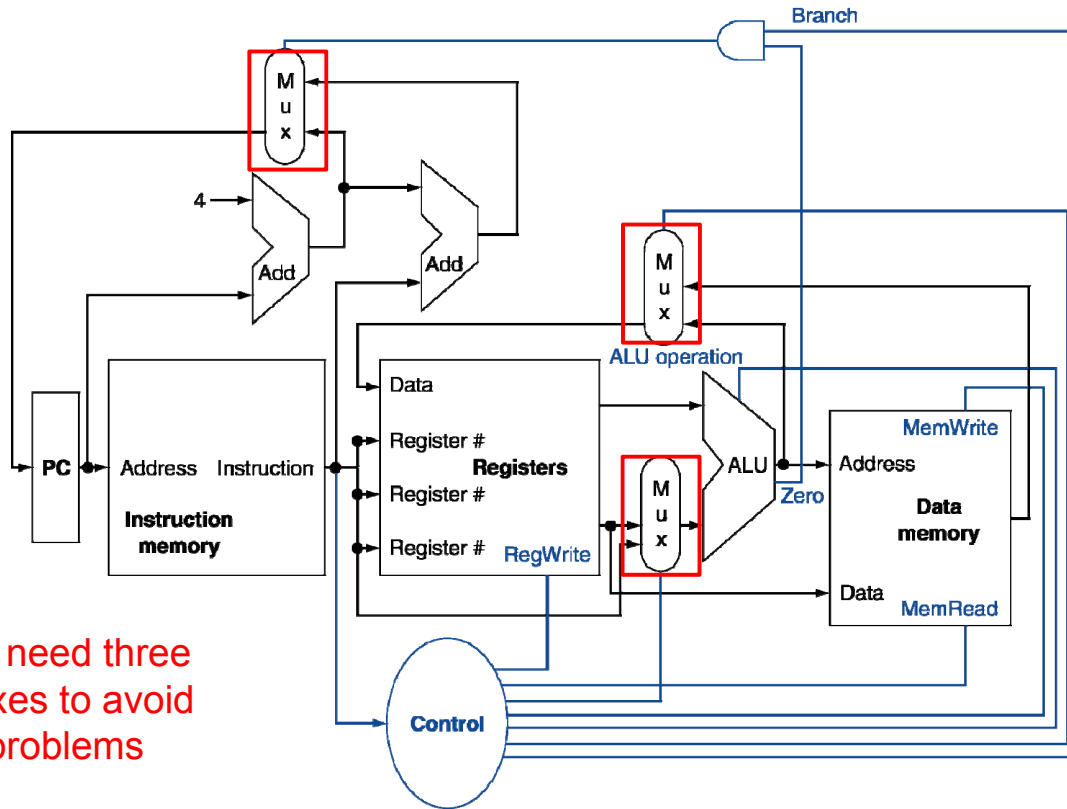 Branch
M
u
x
4
Add
Add
M
u
x
ALU operation
Data
Register #
Registers
Register #
Register #
RegWrite
M
u
x
ALU
Zero
MemWrite
Address
Data
memory
Data
MemRead
PC
Address Instruction
Instruction
memory
Control
need three
xes to avoid
problems